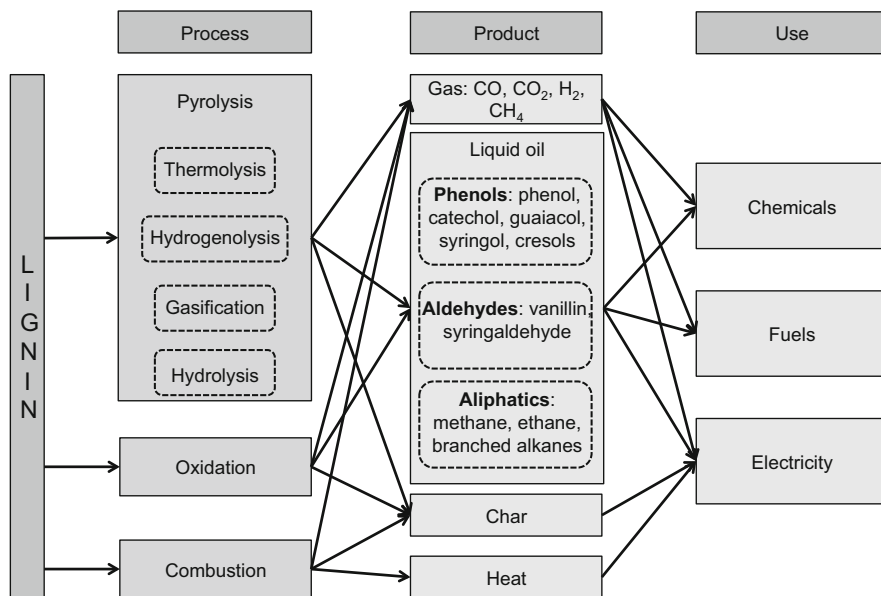 Process
Product
Use
LIGNIN
Pyrolysis
Thermolysis
Hydrogenolysis
Gasification
Hydrolysis
Oxidation
Combustion
Gas: CO, CO₂, H₂,
CH₄
Liquid oil
Phenols: phenol,
catechol, guaiacol,
syringol, cresols
Aldehydes: vanillin
syringaldehyde
Aliphatics:
methane, ethane,
branched alkanes
Char
Heat
Chemicals
Fuels
Electricity